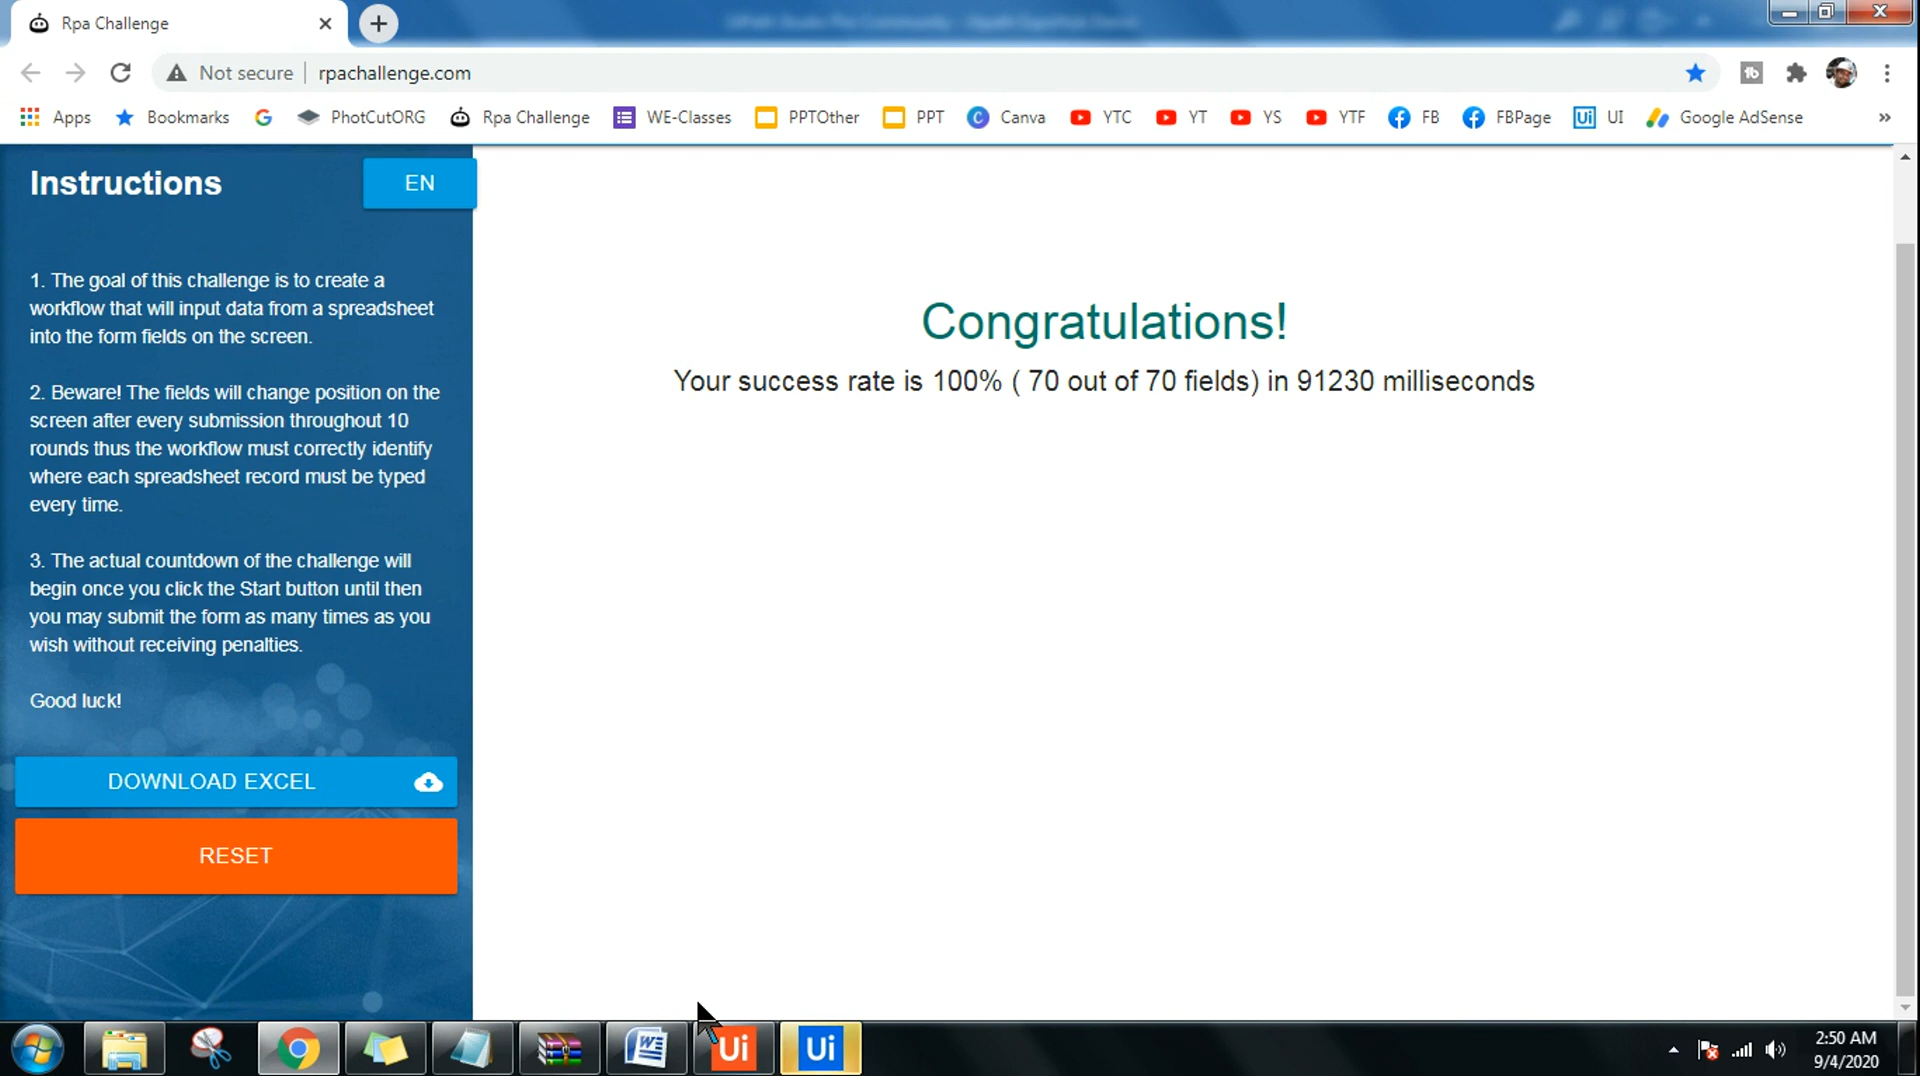 Rpa Challenge
Not secure
rpachallenge.com
Apps
Bookmarks
PhotCutORG
Rpa Challenge
WE-Classes
PPTOther
PPT
Canva
YTC
YT
YS
YTF
FB
FBPage
Ui
UI
Google AdSense
Instructions
EN
1. The goal of this challenge is to create a
workflow that will input data from a spreadsheet
into the form fields on the screen.
2. Beware! The fields will change position on the
screen after every submission throughout 10
rounds thus the workflow must correctly identify
where each spreadsheet record must be typed
every time.
3. The actual countdown of the challenge will
begin once you click the Start button until then
you may submit the form as many times as you
wish without receiving penalties.
Good luck!
DOWNLOAD EXCEL
RESET
Congratulations!
Your success rate is 100% ( 70 out of 70 fields) in 91230 milliseconds
Ui
Ui
2:50 AM
9/4/2020